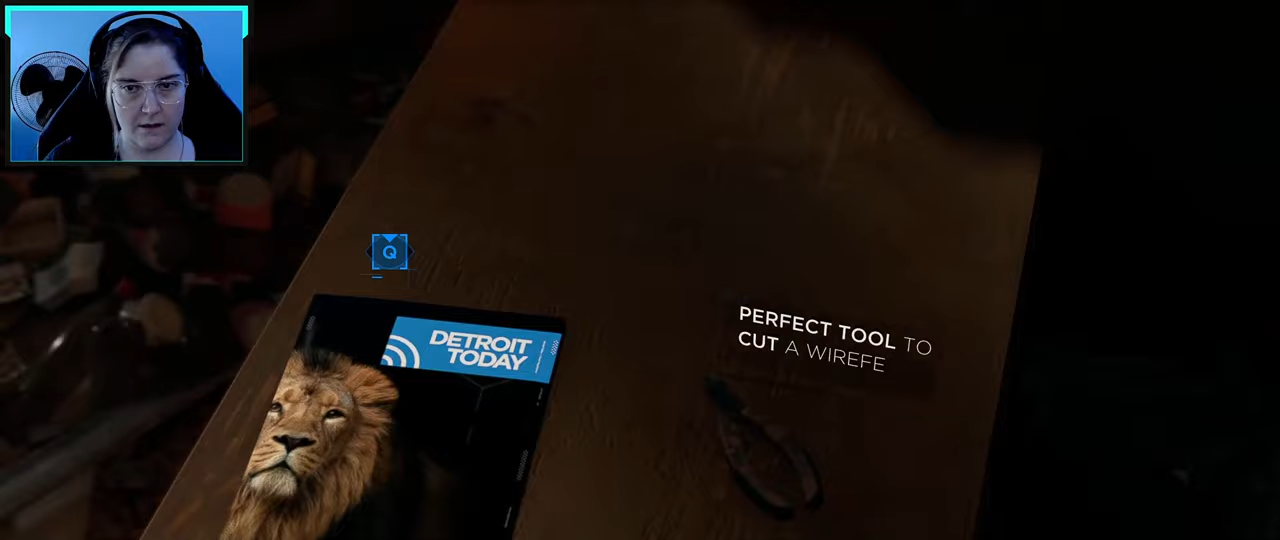 Q
DETROIT
TODAY
PERFECT TOOL TO
CUT A WIREFE